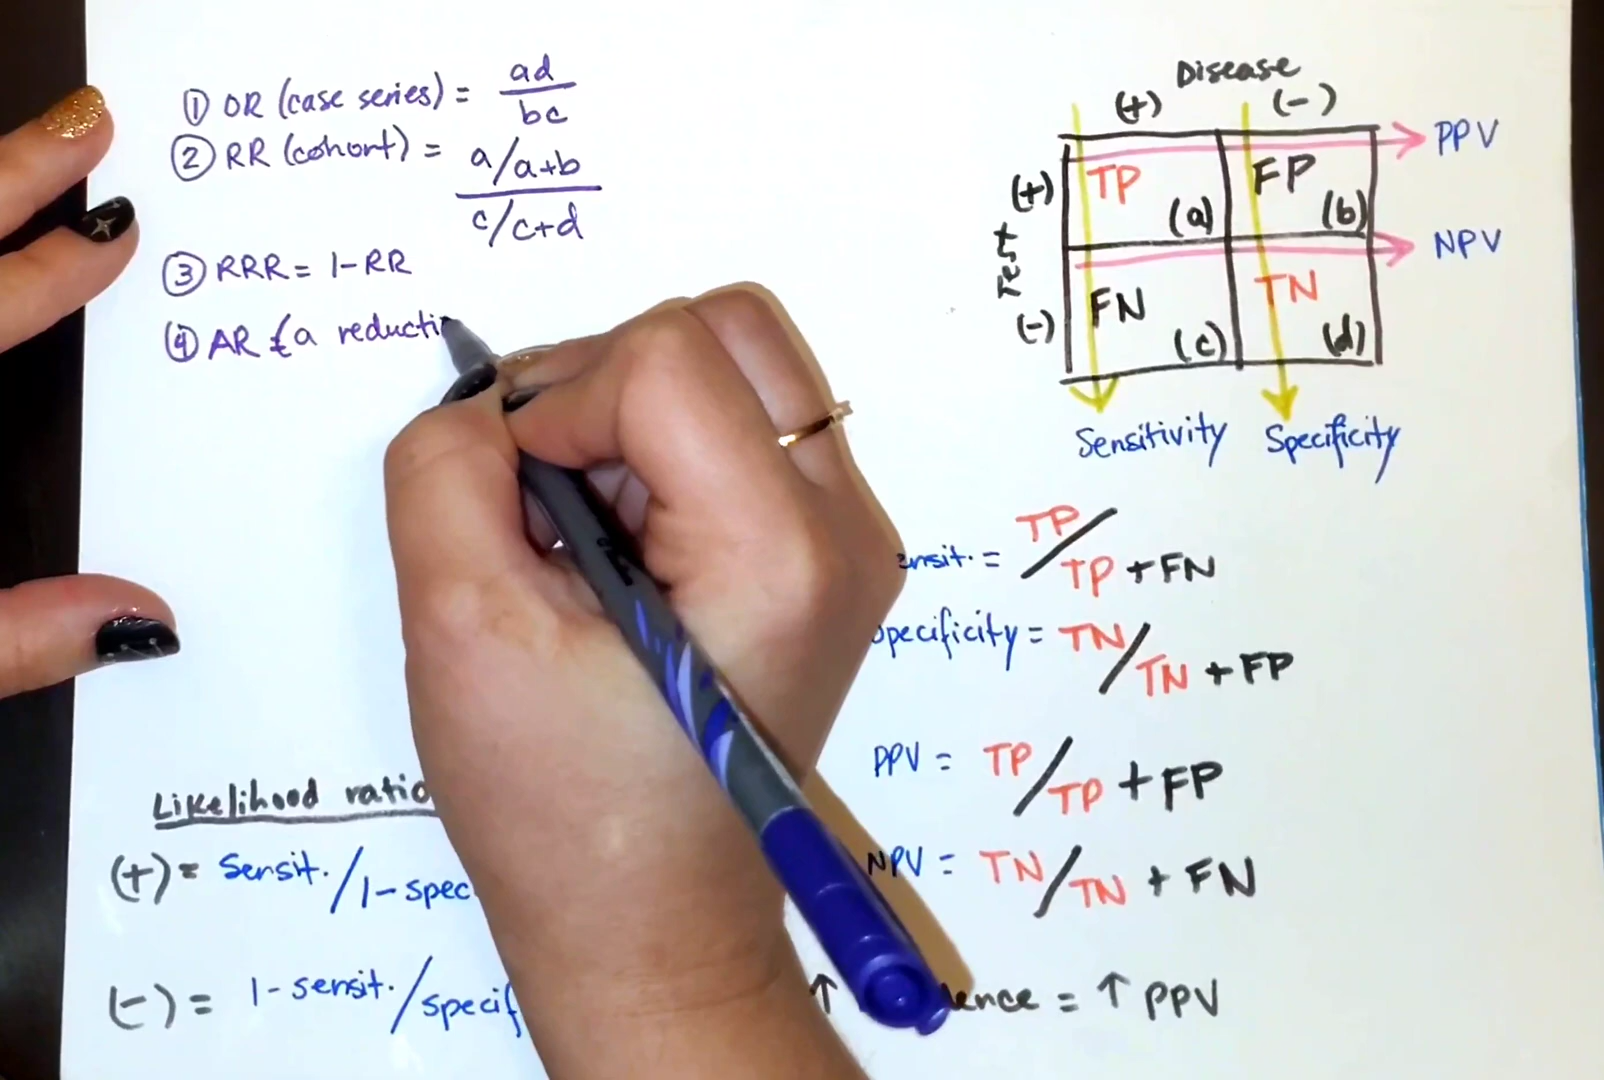 ① OR (case series) = ad
bc
② RR (cohort) = a/a+b
c/c+d
③ RRR = 1-RR
④ AR {a reducti
Likelihood ratio
(+) = Sensit./1-spec
(-) = 1-sensit./specif
Disease
(+) (-)
PPV
(+) TP FP
(a) (b)
NPV
FN TN
(-) (c) (d)
Sensitivity Specificity
ensit. = TP/TP + FN
pecificity = TN/TN + FP
PPV = TP/TP + FP
NPV = TN/TN + FN
↑ ence = ↑ PPV